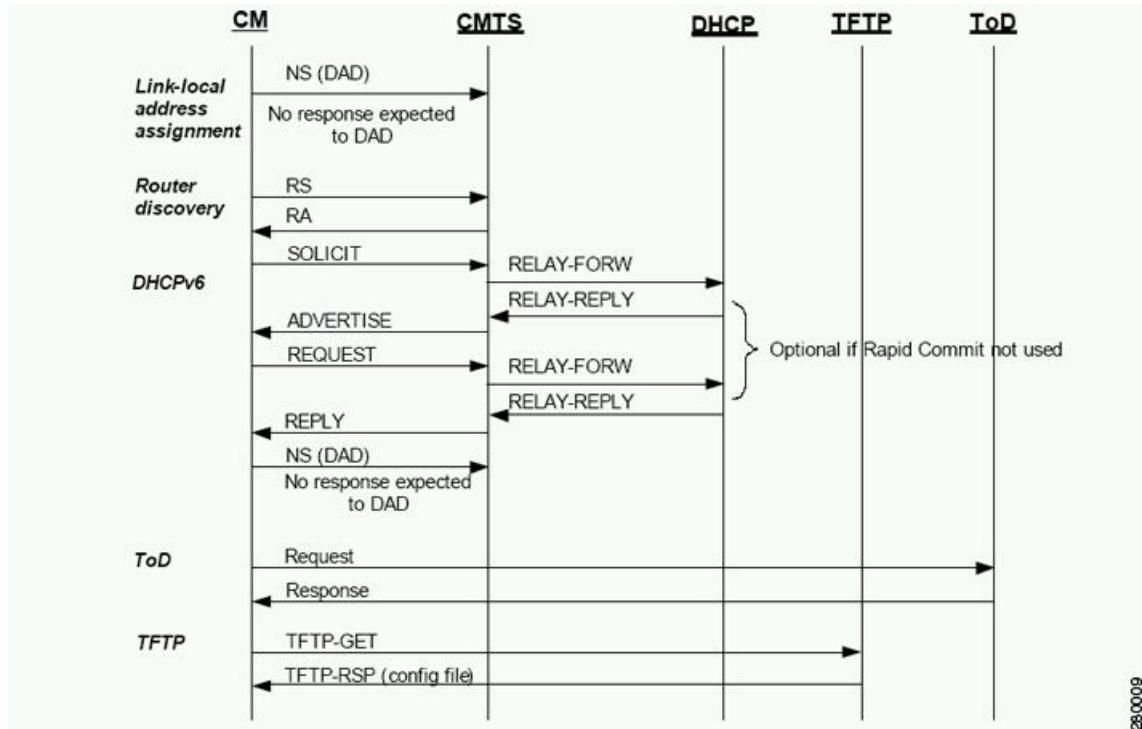 CM CMTS DHCP TFTP ToD
Link-local
address
assignment
NS (DAD)
No response expected
to DAD
Router
discovery
RS
RA
DHCPv6
SOLICIT
RELAY-FORW
RELAY-REPLY
ADVERTISE
REQUEST
Optional if Rapid Commit not used
RELAY-FORW
RELAY-REPLY
REPLY
NS (DAD)
No response expected
to DAD
ToD
Request
Response
TFTP
TFTP-GET
TFTP-RSP (config file)
280009